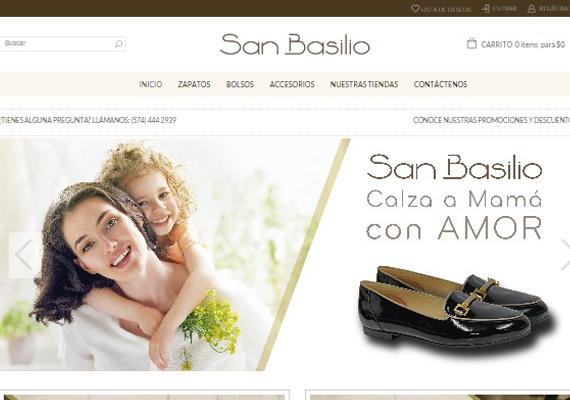 LISTA DE DESEOS ENTRAR REGÍSTRA
Buscar
San Basilio
CARRITO 0 items para $0
INICIO ZAPATOS BOLSOS ACCESORIOS NUESTRAS TIENDAS CONTÁCTENOS
¿TIENES ALGUNA PREGUNTA? LLÁMANOS: (574) 444 2939
CONOCE NUESTRAS PROMOCIONES Y DESCUENTO
San Basilio
Calza a Mamá
con AMOR